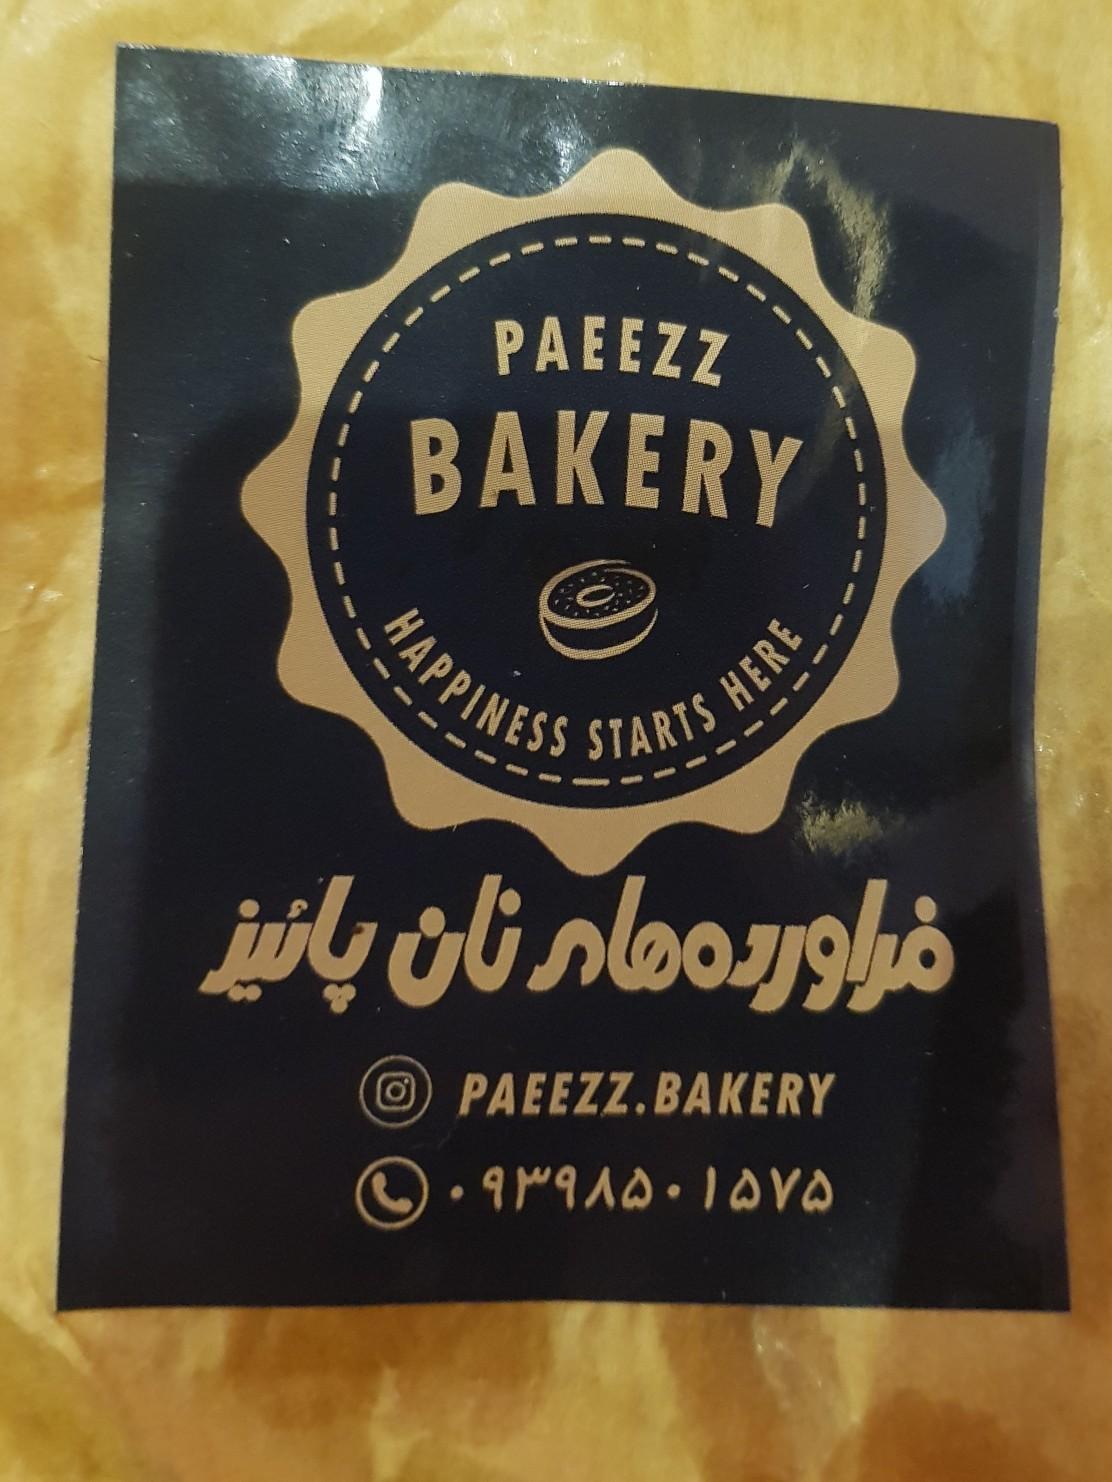 PAEEZZ
BAKERY
HAPPINESS STARTS HERE
فراورده‌های نان پائیز
PAEEZZ.BAKERY
۰۹۳۹۸۵۰۱۵۷۵